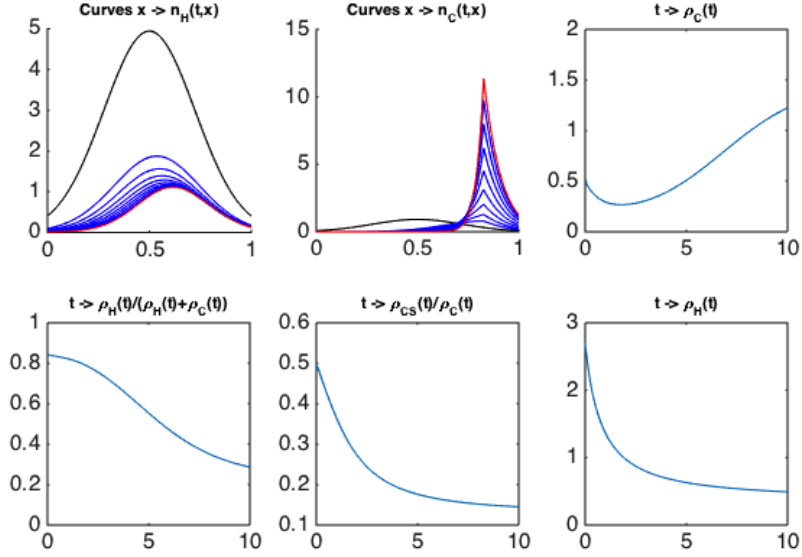 Curves x -> n_H(t,x)
5
4
3
2
1
0
0 0.5 1
Curves x -> n_C(t,x)
15
10
5
0
0 0.5 1
t -> ρ_C(t)
2
1.5
1
0.5
0
0 5 10
t -> ρ_H(t)/(ρ_H(t)+ρ_C(t))
1
0.8
0.6
0.4
0.2
0
0 5 10
t -> ρ_CS(t)/ρ_C(t)
0.6
0.5
0.4
0.3
0.2
0.1
0 5 10
t -> ρ_H(t)
3
2
1
0
0 5 10